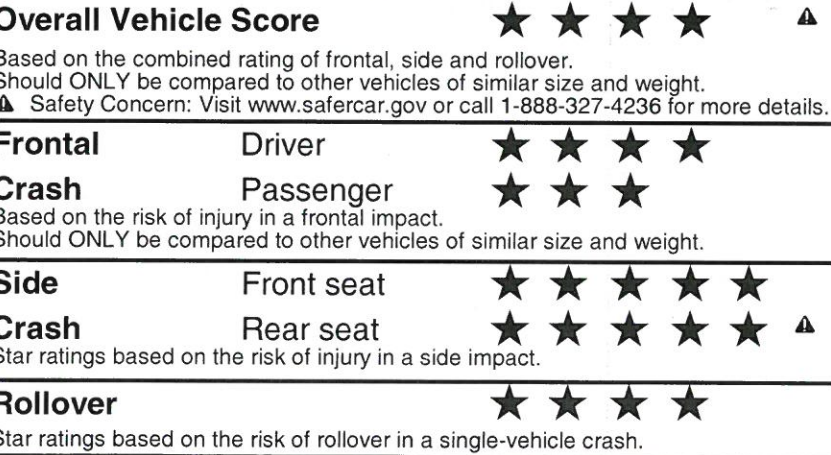 Overall Vehicle Score ★ ★ ★ ★ ⚠
Based on the combined rating of frontal, side and rollover.
Should ONLY be compared to other vehicles of similar size and weight.
⚠ Safety Concern: Visit www.safercar.gov or call 1-888-327-4236 for more details.
Frontal Driver ★ ★ ★ ★
Crash Passenger ★ ★ ★
Based on the risk of injury in a frontal impact.
Should ONLY be compared to other vehicles of similar size and weight.
Side Front seat ★ ★ ★ ★ ★
Crash Rear seat ★ ★ ★ ★ ★ ⚠
Star ratings based on the risk of injury in a side impact.
Rollover ★ ★ ★ ★
Star ratings based on the risk of rollover in a single-vehicle crash.